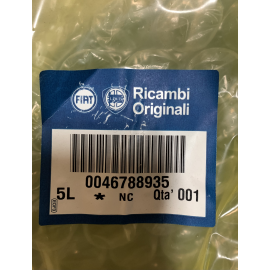 FIAT
Ricambi
Originali
0046788935
5L * NC Qta' 001